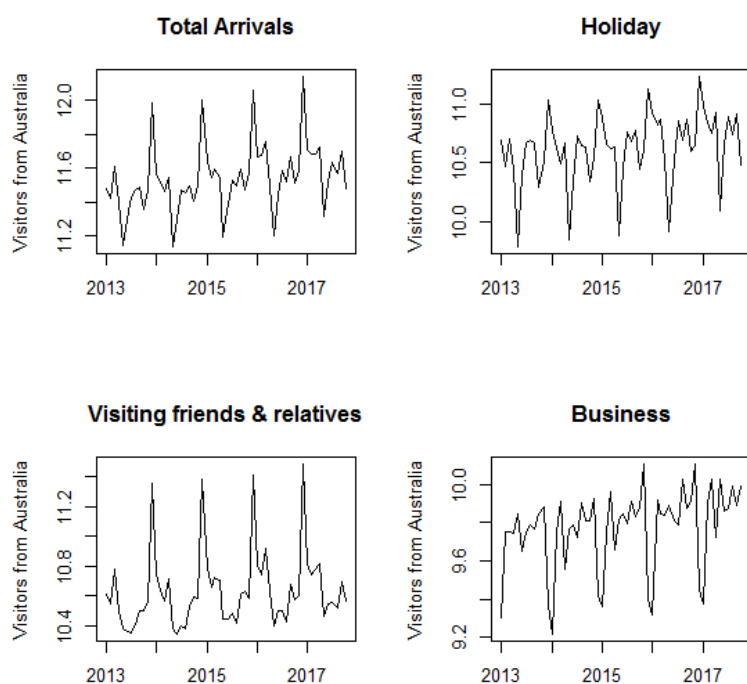 Total Arrivals
Visitors from Australia
11.2 11.6 12.0
2013 2015 2017
Holiday
Visitors from Australia
10.0 10.5 11.0
2013 2015 2017
Visiting friends & relatives
Visitors from Australia
10.4 10.8 11.2
2013 2015 2017
Business
Visitors from Australia
9.2 9.6 10.0
2013 2015 2017